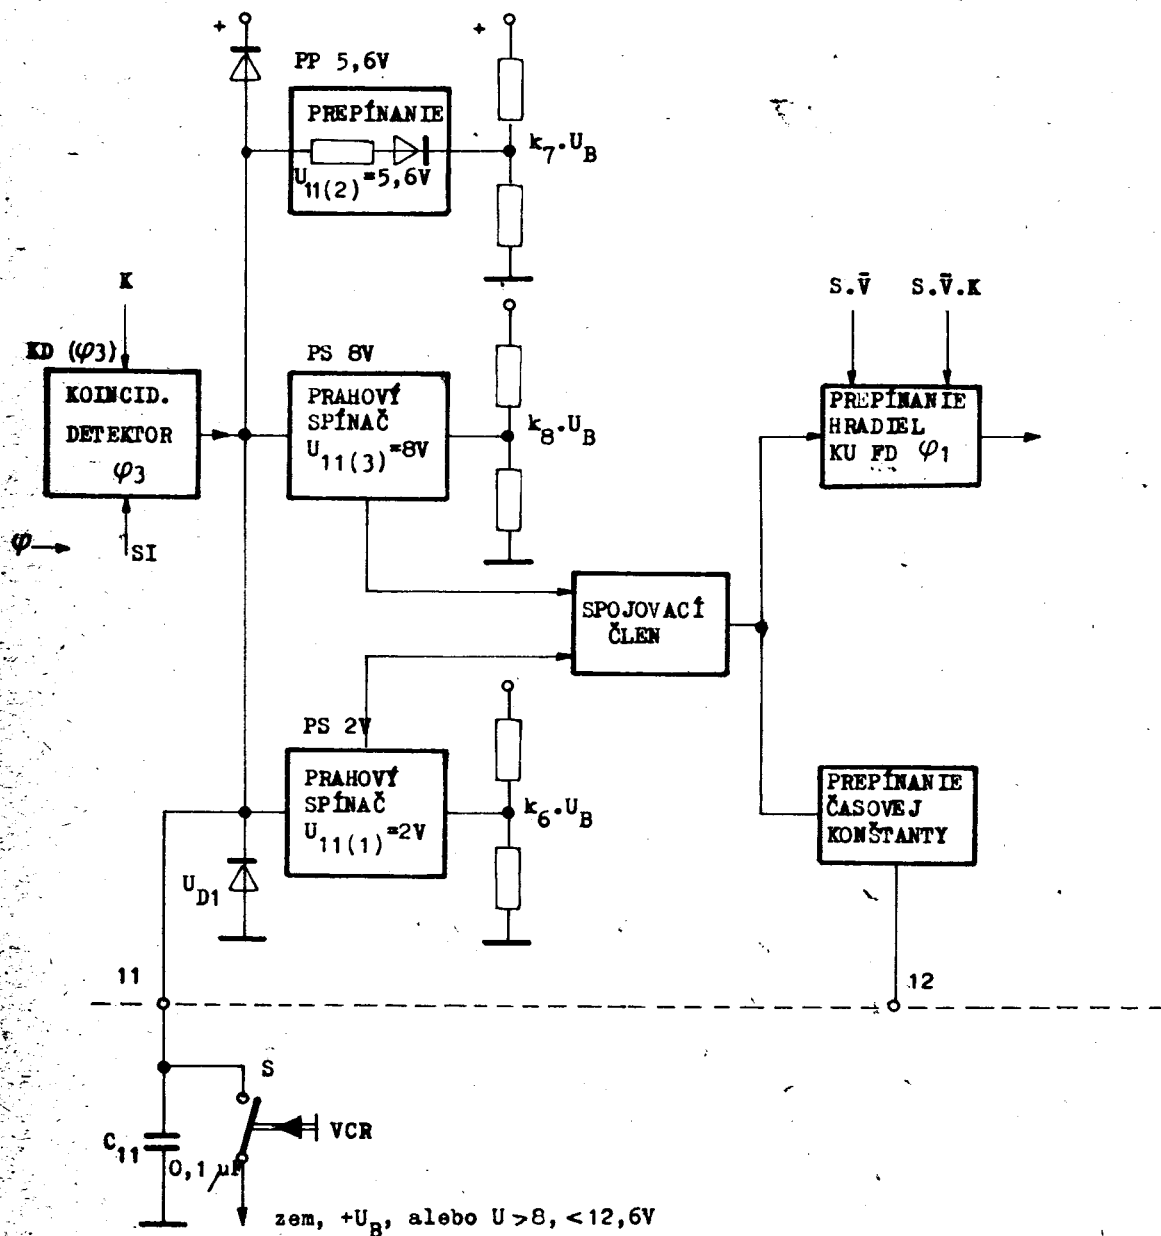 +
+
PP 5,6V
PREPÍNANIE
U11(2)=5,6V
k7.UB
K
S.V̄
S.V̄.K
KD (φ3)
KOINCID.
DETEKTOR
φ3
φ
SI
PS 8V
PRAHOVÝ
SPÍNAČ
U11(3)=8V
k8.UB
PREPÍNANIE
HRADIEL
KU FD φ1
SPOJOVACÍ
ČLEN
PS 2V
PRAHOVÝ
SPÍNAČ
U11(1)=2V
k6.UB
PREPÍNANIE
ČASOVEJ
KONŠTANTY
UD1
11
12
S
VCR
C11
0,1 μF
zem, +UB, alebo U >8, <12,6V